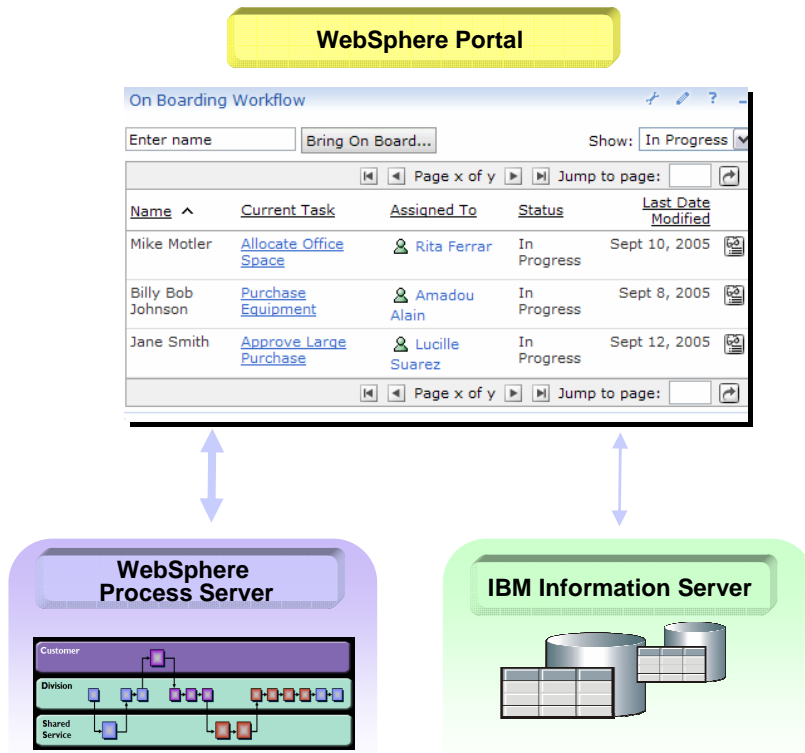 WebSphere Portal
On Boarding Workflow ?
Enter name Bring On Board... Show: In Progress
Page x of y Jump to page:
Name Current Task Assigned To Status Last Date
Modified
Mike Motler Allocate Office Rita Ferrar In Sept 10, 2005
Space Progress
Billy Bob Purchase Amadou In Sept 8, 2005
Johnson Equipment Alain Progress
Jane Smith Approve Large Lucille In Sept 12, 2005
Purchase Suarez Progress
Page x of y Jump to page:
WebSphere
Process Server
IBM Information Server
Customer
Division
Shared
Service